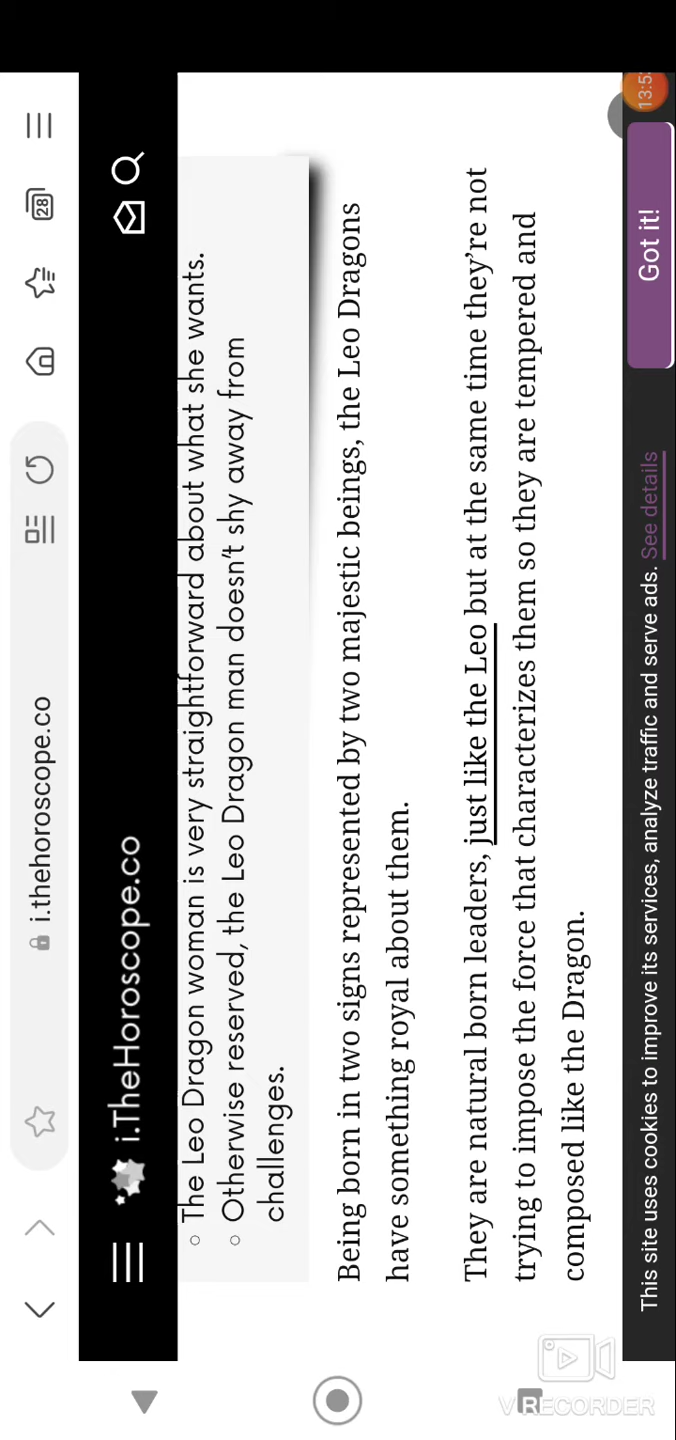 i.thehoroscope.co
28
i.TheHoroscope.co
The Leo Dragon woman is very straightforward about what she wants.
Otherwise reserved, the Leo Dragon man doesn't shy away from
challenges.
Being born in two signs represented by two majestic beings, the Leo Dragons
have something royal about them.
They are natural born leaders, just like the Leo but at the same time they're not
trying to impose the force that characterizes them so they are tempered and
composed like the Dragon.
This site uses cookies to improve its services, analyze traffic and serve ads. See details
Got it!
VRECORDER